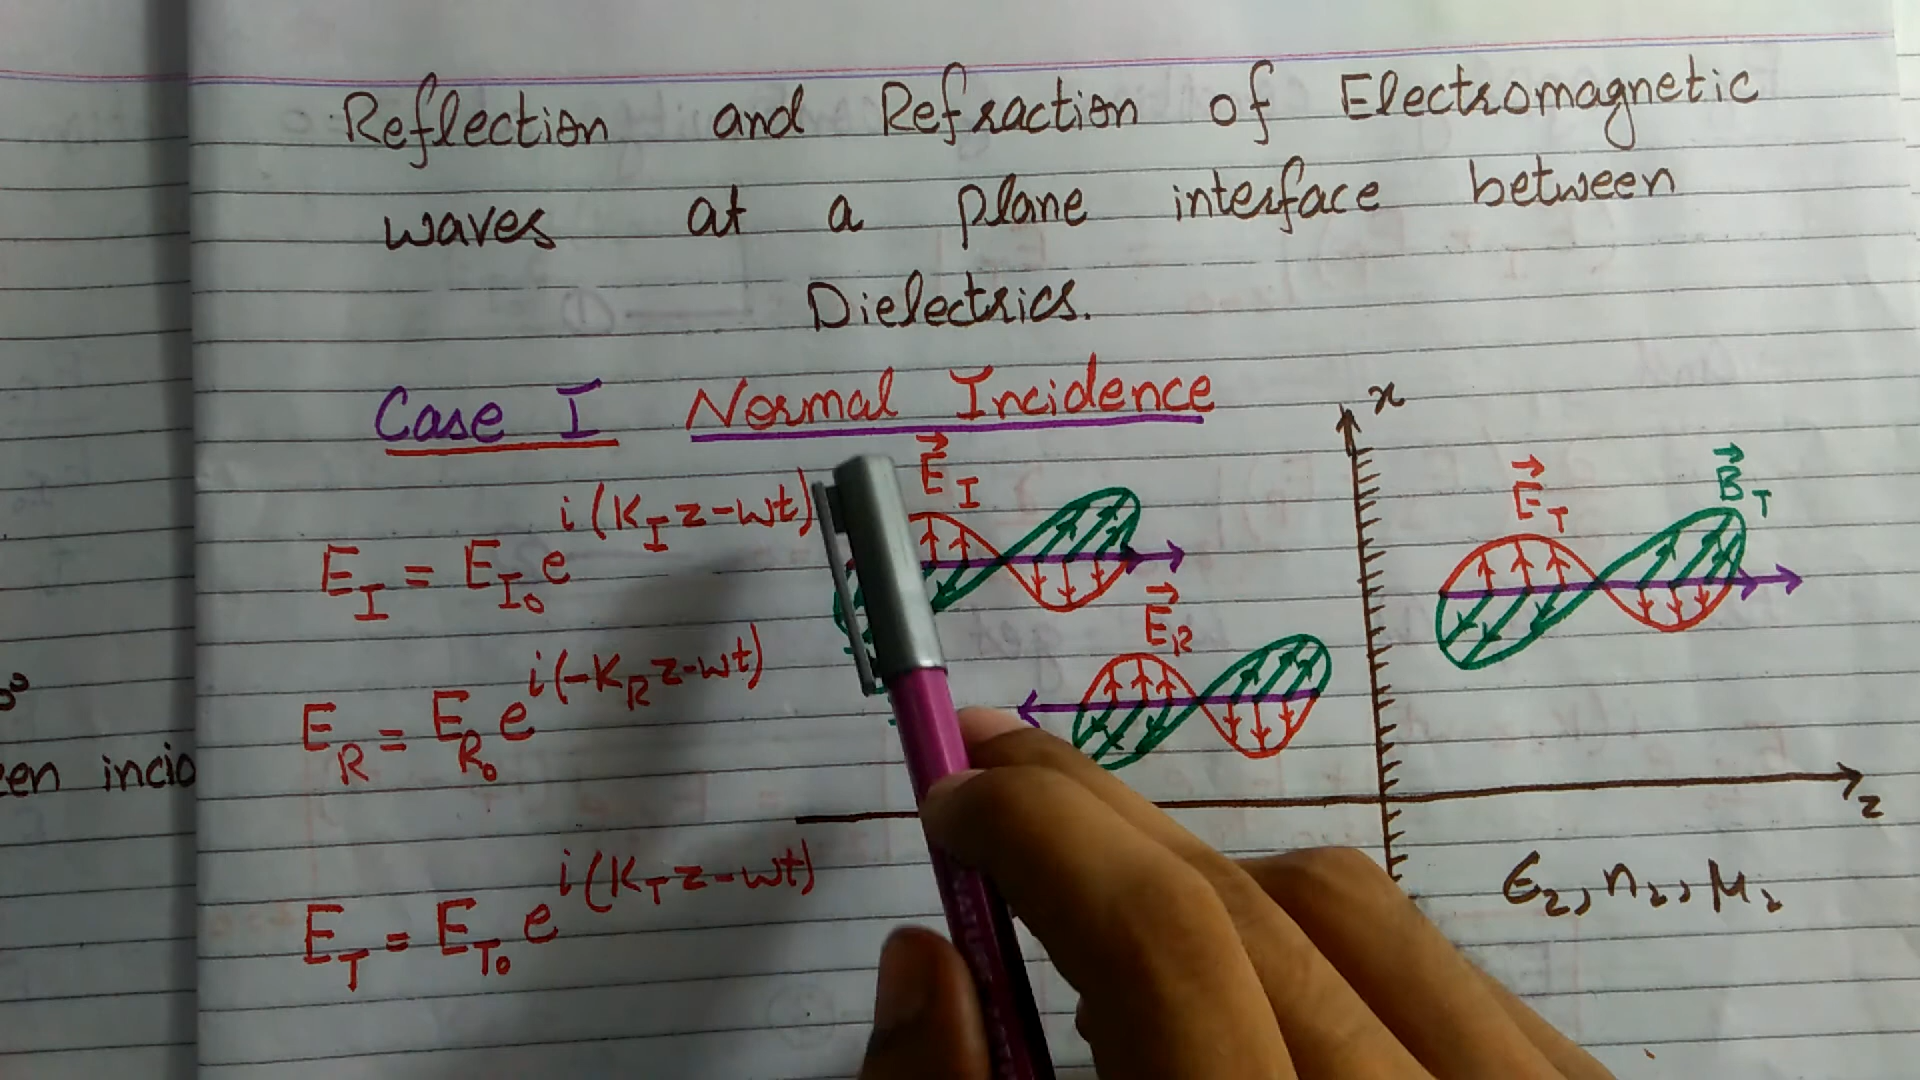 Reflection and Refraction of Electromagnetic
waves at a plane interface between
Dielectrics.
Case I Normal Incidence
x
E_I = E_I₀ e^i(K_I z-wt)
E⃗_I
E⃗_T
B⃗_T
E_R = E_R₀ e^i(-K_R z-wt)
E⃗_R
incid
z
E_T = E_T₀ e^i(K_T z-wt)
ϵ₂, n₂, μ₂